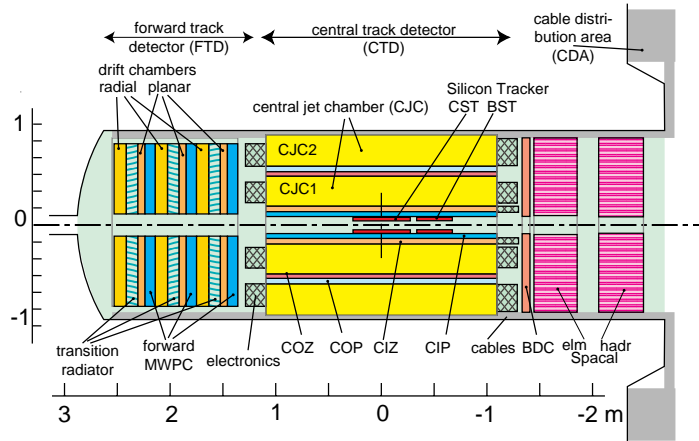 forward track
detector (FTD)
central track detector
(CTD)
cable distri-
bution area
(CDA)
drift chambers
radial planar
Silicon Tracker
CST BST
central jet chamber (CJC)
1
CJC2
CJC1
0
-1
transition
radiator
forward
MWPC
electronics
COZ
COP
CIZ
CIP
cables
BDC
elm hadr
Spacal
3 2 1 0 -1 -2 m